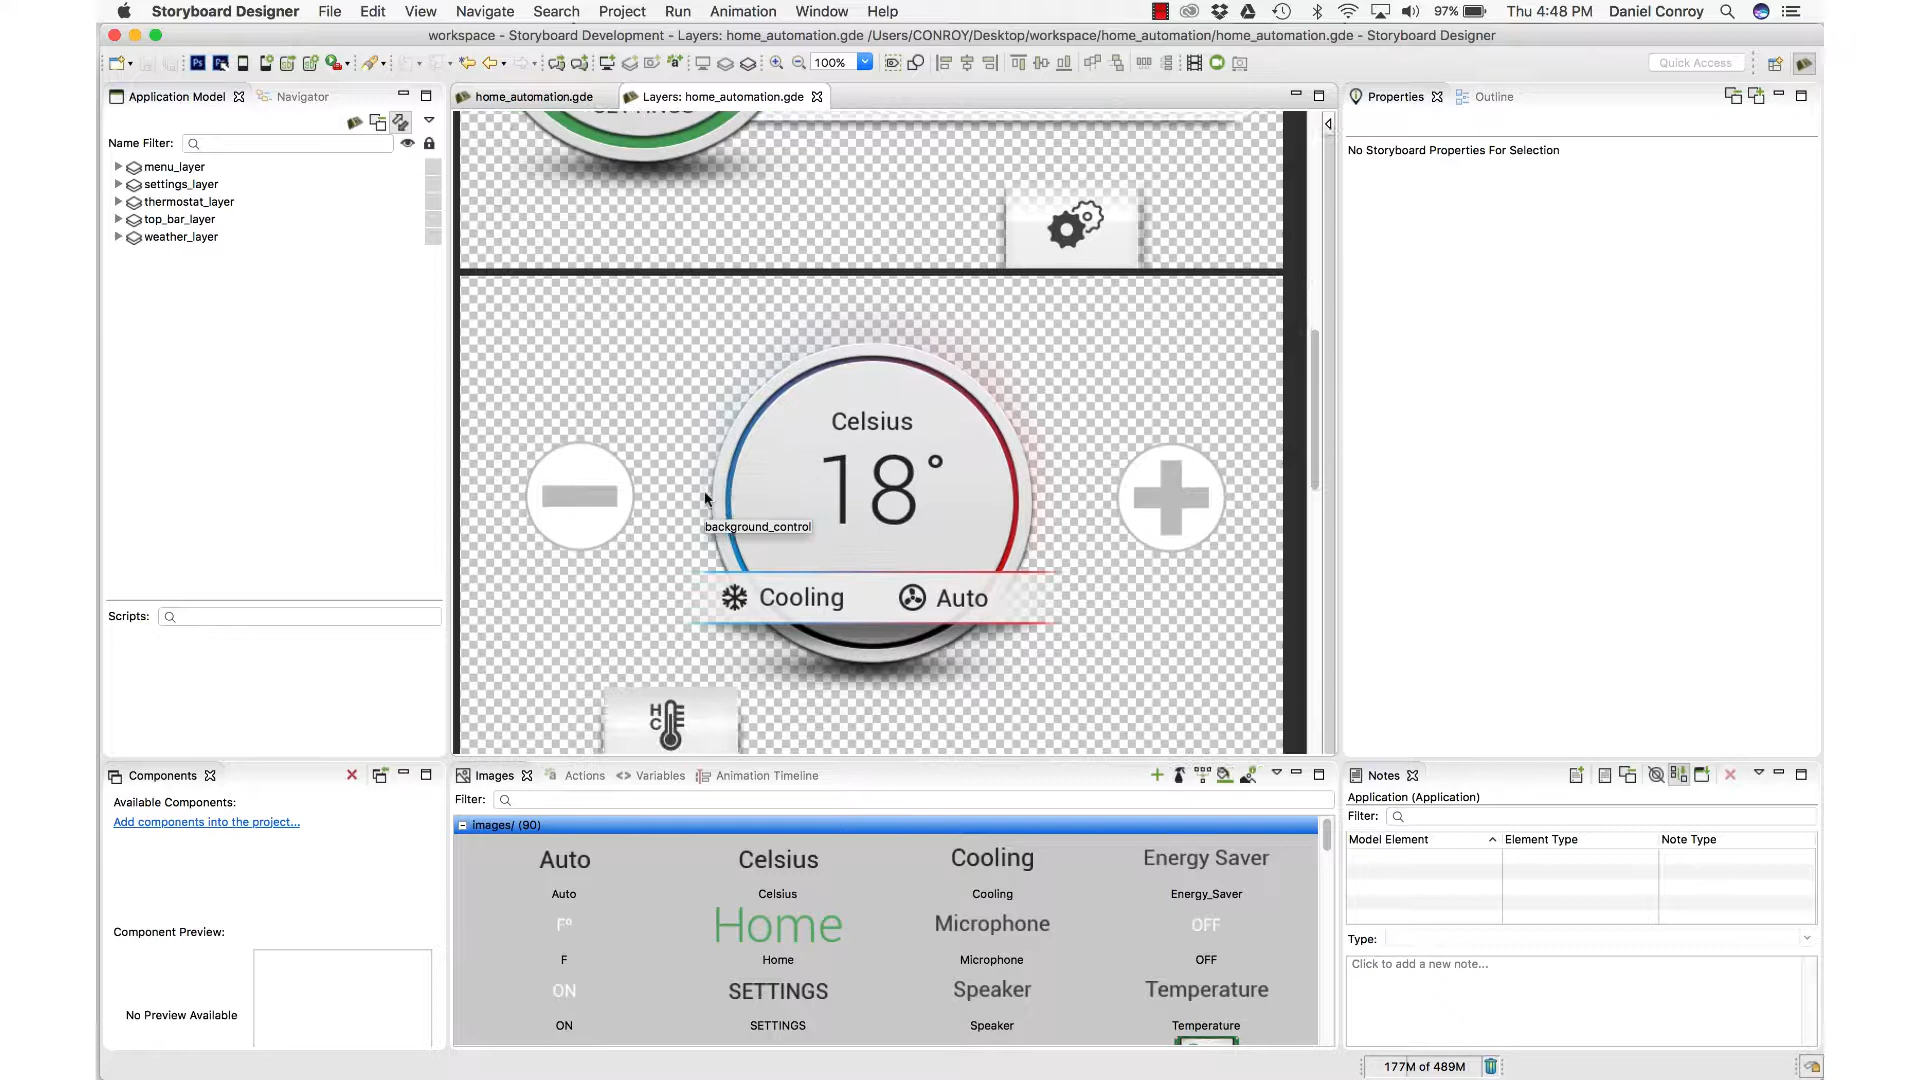 Storyboard Designer File Edit View Navigate Search Project Run Animation Window Help 97% Thu 4:48 PM Daniel Conroy
workspace - Storyboard Development - Layers: home_automation.gde /Users/CONROY/Desktop/workspace/home_automation/home_automation.gde - Storyboard Designer
100% Quick Access
Application Model Navigator
home_automation.gde Layers: home_automation.gde
Properties Outline
Name Filter:
menu_layer
settings_layer
thermostat_layer
top_bar_layer
weather_layer
Scripts:
SETTINGS
Celsius
18°
background_control
Cooling Auto
H
C
No Storyboard Properties For Selection
Components
Available Components:
Add components into the project...
Component Preview:
No Preview Available
Images Actions Variables Animation Timeline
Filter:
images/ (90)
Auto Celsius Cooling Energy Saver
Auto Celsius Cooling Energy_Saver
Fº Home Microphone OFF
F Home Microphone OFF
ON SETTINGS Speaker Temperature
ON SETTINGS Speaker Temperature
Notes
Application (Application)
Filter:
Model Element Element Type Note Type
Type:
Click to add a new note...
177M of 489M